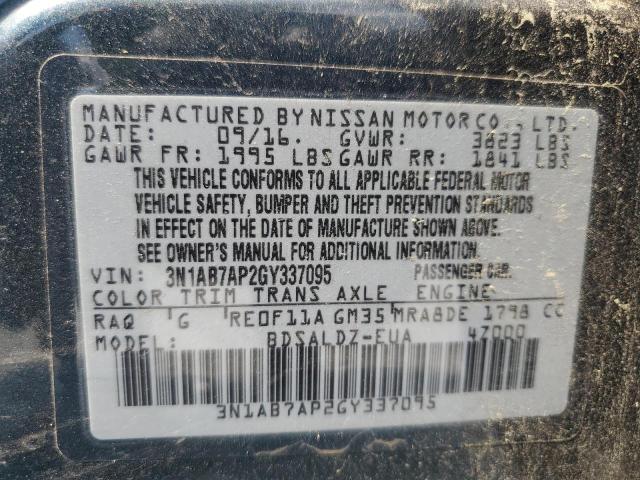 MANUFACTURED BY NISSAN MOTOR CO., LTD.
DATE: 09/16. GVWR: 3823 LBS
GAWR FR: 1995 LBS GAWR RR: 1841 LBS
THIS VEHICLE CONFORMS TO ALL APPLICABLE FEDERAL MOTOR
VEHICLE SAFETY, BUMPER AND THEFT PREVENTION STANDARDS
IN EFFECT ON THE DATE OF MANUFACTURE SHOWN ABOVE.
SEE OWNER'S MANUAL FOR ADDITIONAL INFORMATION.
VIN: 3N1AB7AP2GY337095 PASSENGER CAR.
COLOR TRIM TRANS AXLE ENGINE
RAQ G RE0F11A GM35 MRA8DE 1798 CC
MODEL: BDSALDZ-EUA 47000
3N1AB7AP2GY337095